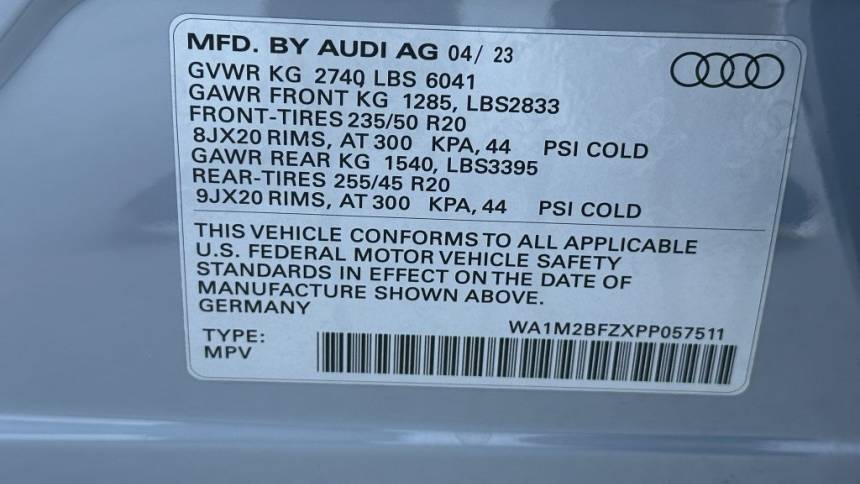 MFD. BY AUDI AG 04/ 23
GVWR KG 2740 LBS 6041
GAWR FRONT KG 1285, LBS2833
FRONT-TIRES 235/50 R20
8JX20 RIMS, AT 300 KPA, 44 PSI COLD
GAWR REAR KG 1540, LBS3395
REAR-TIRES 255/45 R20
9JX20 RIMS, AT 300 KPA, 44 PSI COLD
THIS VEHICLE CONFORMS TO ALL APPLICABLE
U.S. FEDERAL MOTOR VEHICLE SAFETY
STANDARDS IN EFFECT ON THE DATE OF
MANUFACTURE SHOWN ABOVE.
GERMANY
WA1M2BFZXPP057511
TYPE:
MPV